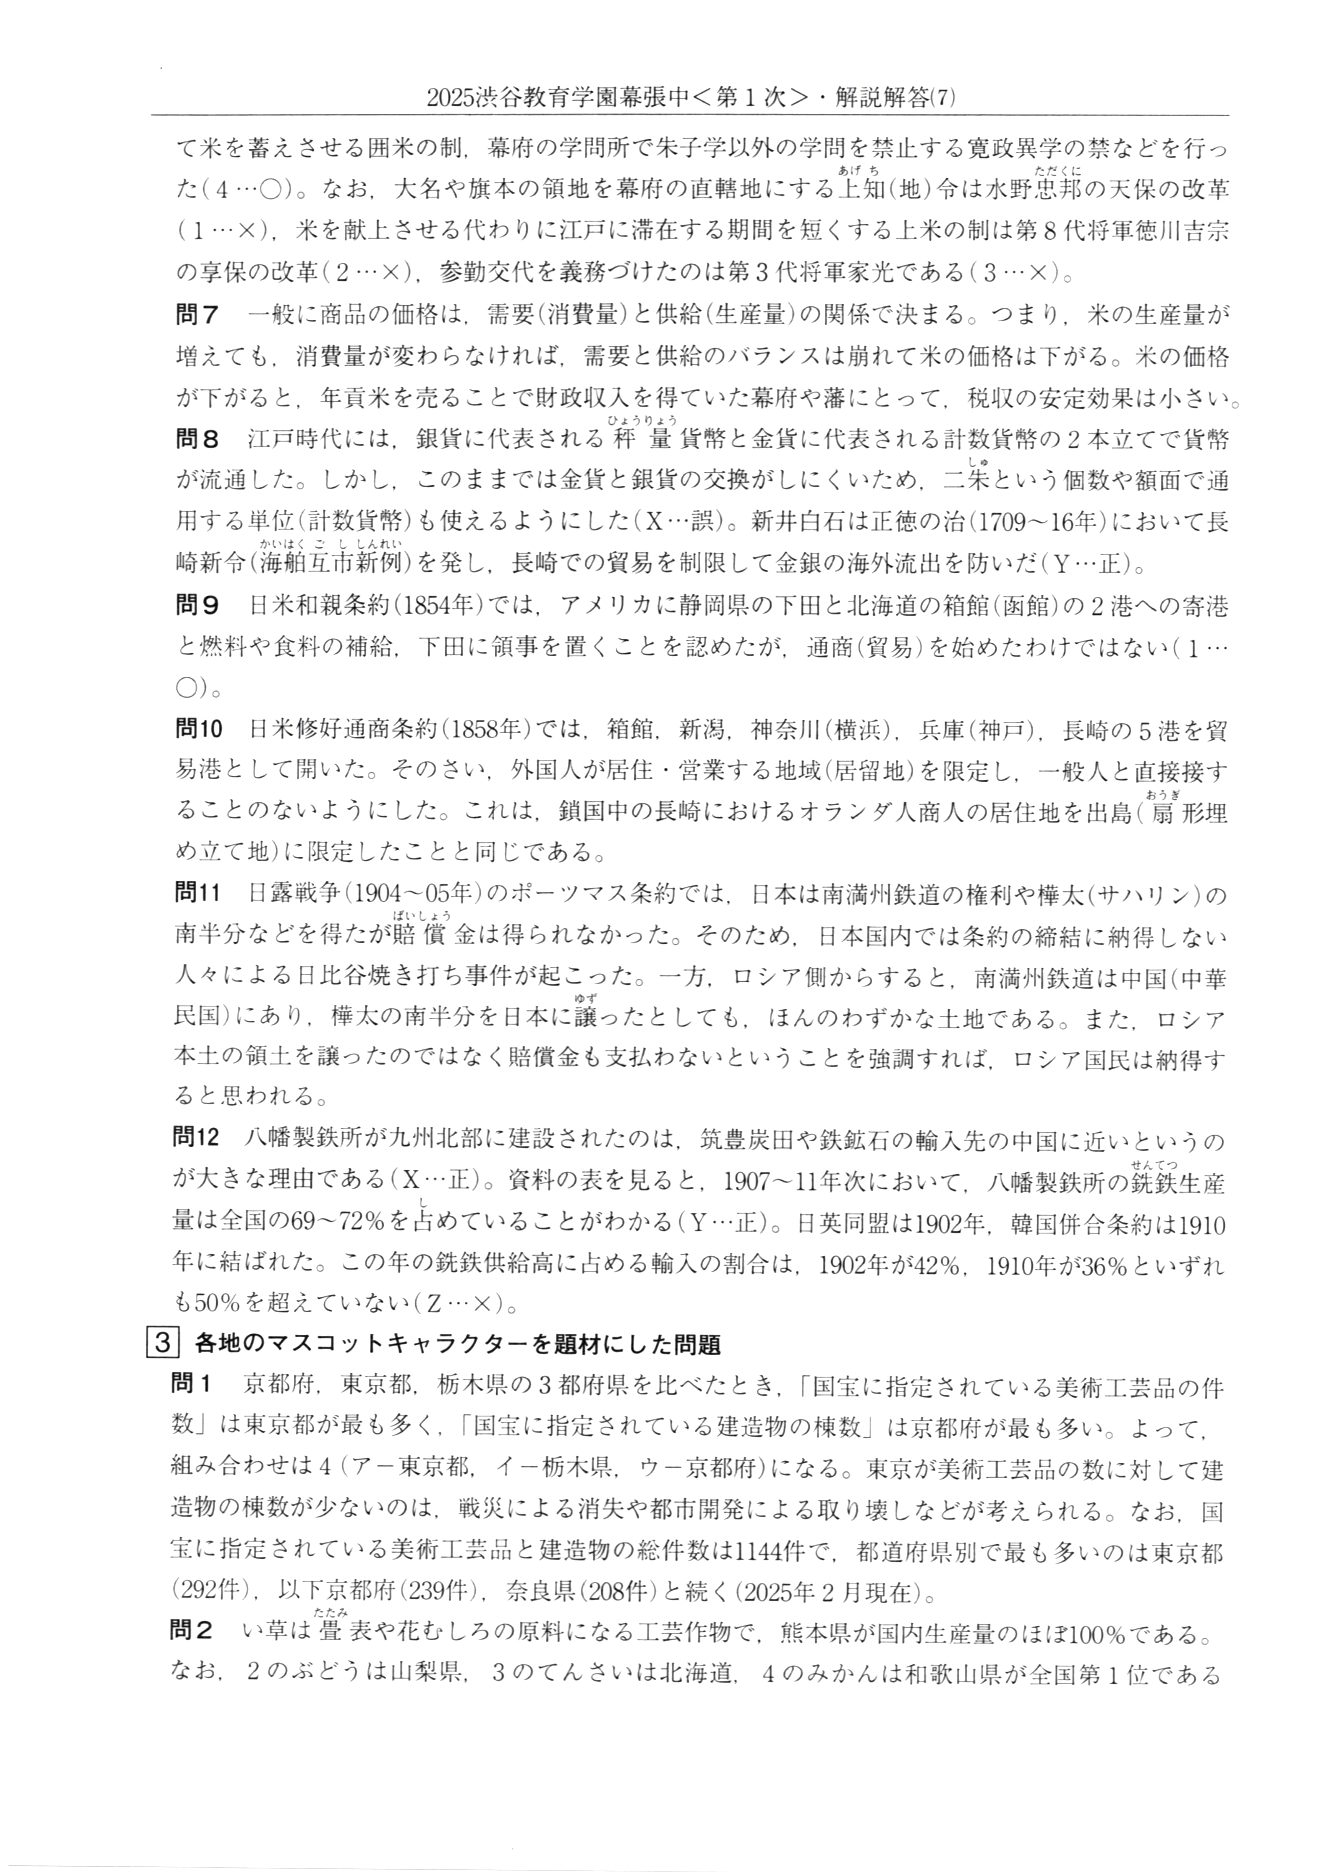 2025渋谷教育学園幕張中＜第1次＞・解説解答(7)
て米を蓄えさせる囲米の制，幕府の学問所で朱子学以外の学問を禁止する寛政異学の禁などを行っ
あげ ち ただくに
た(4…○)。なお，大名や旗本の領地を幕府の直轄地にする上知(地)令は水野忠邦の天保の改革
(1…×)，米を献上させる代わりに江戸に滞在する期間を短くする上米の制は第8代将軍徳川吉宗
の享保の改革(2…×)，参勤交代を義務づけたのは第3代将軍家光である(3…×)。
問7　一般に商品の価格は，需要(消費量)と供給(生産量)の関係で決まる。つまり，米の生産量が
増えても，消費量が変わらなければ，需要と供給のバランスは崩れて米の価格は下がる。米の価格
が下がると，年貢米を売ることで財政収入を得ていた幕府や藩にとって，税収の安定効果は小さい。
ひょうりょう
問8　江戸時代には，銀貨に代表される秤量貨幣と金貨に代表される計数貨幣の2本立てで貨幣
しゅ
が流通した。しかし，このままでは金貨と銀貨の交換がしにくいため，二朱という個数や額面で通
用する単位(計数貨幣)も使えるようにした(X…誤)。新井白石は正徳の治(1709～16年)において長
かいはく ご し しんれい
崎新令(海舶互市新例)を発し，長崎での貿易を制限して金銀の海外流出を防いだ(Y…正)。
問9　日米和親条約(1854年)では，アメリカに静岡県の下田と北海道の箱館(函館)の2港への寄港
と燃料や食料の補給，下田に領事を置くことを認めたが，通商(貿易)を始めたわけではない(1…
○)。
問10　日米修好通商条約(1858年)では，箱館，新潟，神奈川(横浜)，兵庫(神戸)，長崎の5港を貿
易港として開いた。そのさい，外国人が居住・営業する地域(居留地)を限定し，一般人と直接接す
おうぎ
ることのないようにした。これは，鎖国中の長崎におけるオランダ人商人の居住地を出島(扇形埋
め立て地)に限定したことと同じである。
問11　日露戦争(1904～05年)のポーツマス条約では，日本は南満州鉄道の権利や樺太(サハリン)の
ばいしょう
南半分などを得たが賠償金は得られなかった。そのため，日本国内では条約の締結に納得しない
人々による日比谷焼き打ち事件が起こった。一方，ロシア側からすると，南満州鉄道は中国(中華
ゆず
民国)にあり，樺太の南半分を日本に譲ったとしても，ほんのわずかな土地である。また，ロシア
本土の領土を譲ったのではなく賠償金も支払わないということを強調すれば，ロシア国民は納得す
ると思われる。
問12　八幡製鉄所が九州北部に建設されたのは，筑豊炭田や鉄鉱石の輸入先の中国に近いというの
せんてつ
が大きな理由である(X…正)。資料の表を見ると，1907～11年次において，八幡製鉄所の銑鉄生産
し
量は全国の69～72％を占めていることがわかる(Y…正)。日英同盟は1902年，韓国併合条約は1910
年に結ばれた。この年の銑鉄供給高に占める輸入の割合は，1902年が42％，1910年が36％といずれ
も50％を超えていない(Z…×)。
3 各地のマスコットキャラクターを題材にした問題
問1　京都府，東京都，栃木県の3都府県を比べたとき，「国宝に指定されている美術工芸品の件
数」は東京都が最も多く，「国宝に指定されている建造物の棟数」は京都府が最も多い。よって，
組み合わせは4(アー東京都，イー栃木県，ウー京都府)になる。東京が美術工芸品の数に対して建
造物の棟数が少ないのは，戦災による消失や都市開発による取り壊しなどが考えられる。なお，国
宝に指定されている美術工芸品と建造物の総件数は1144件で，都道府県別で最も多いのは東京都
(292件)，以下京都府(239件)，奈良県(208件)と続く(2025年2月現在)。
たたみ
問2　い草は畳表や花むしろの原料になる工芸作物で，熊本県が国内生産量のほぼ100％である。
なお，2のぶどうは山梨県，3のてんさいは北海道，4のみかんは和歌山県が全国第1位である